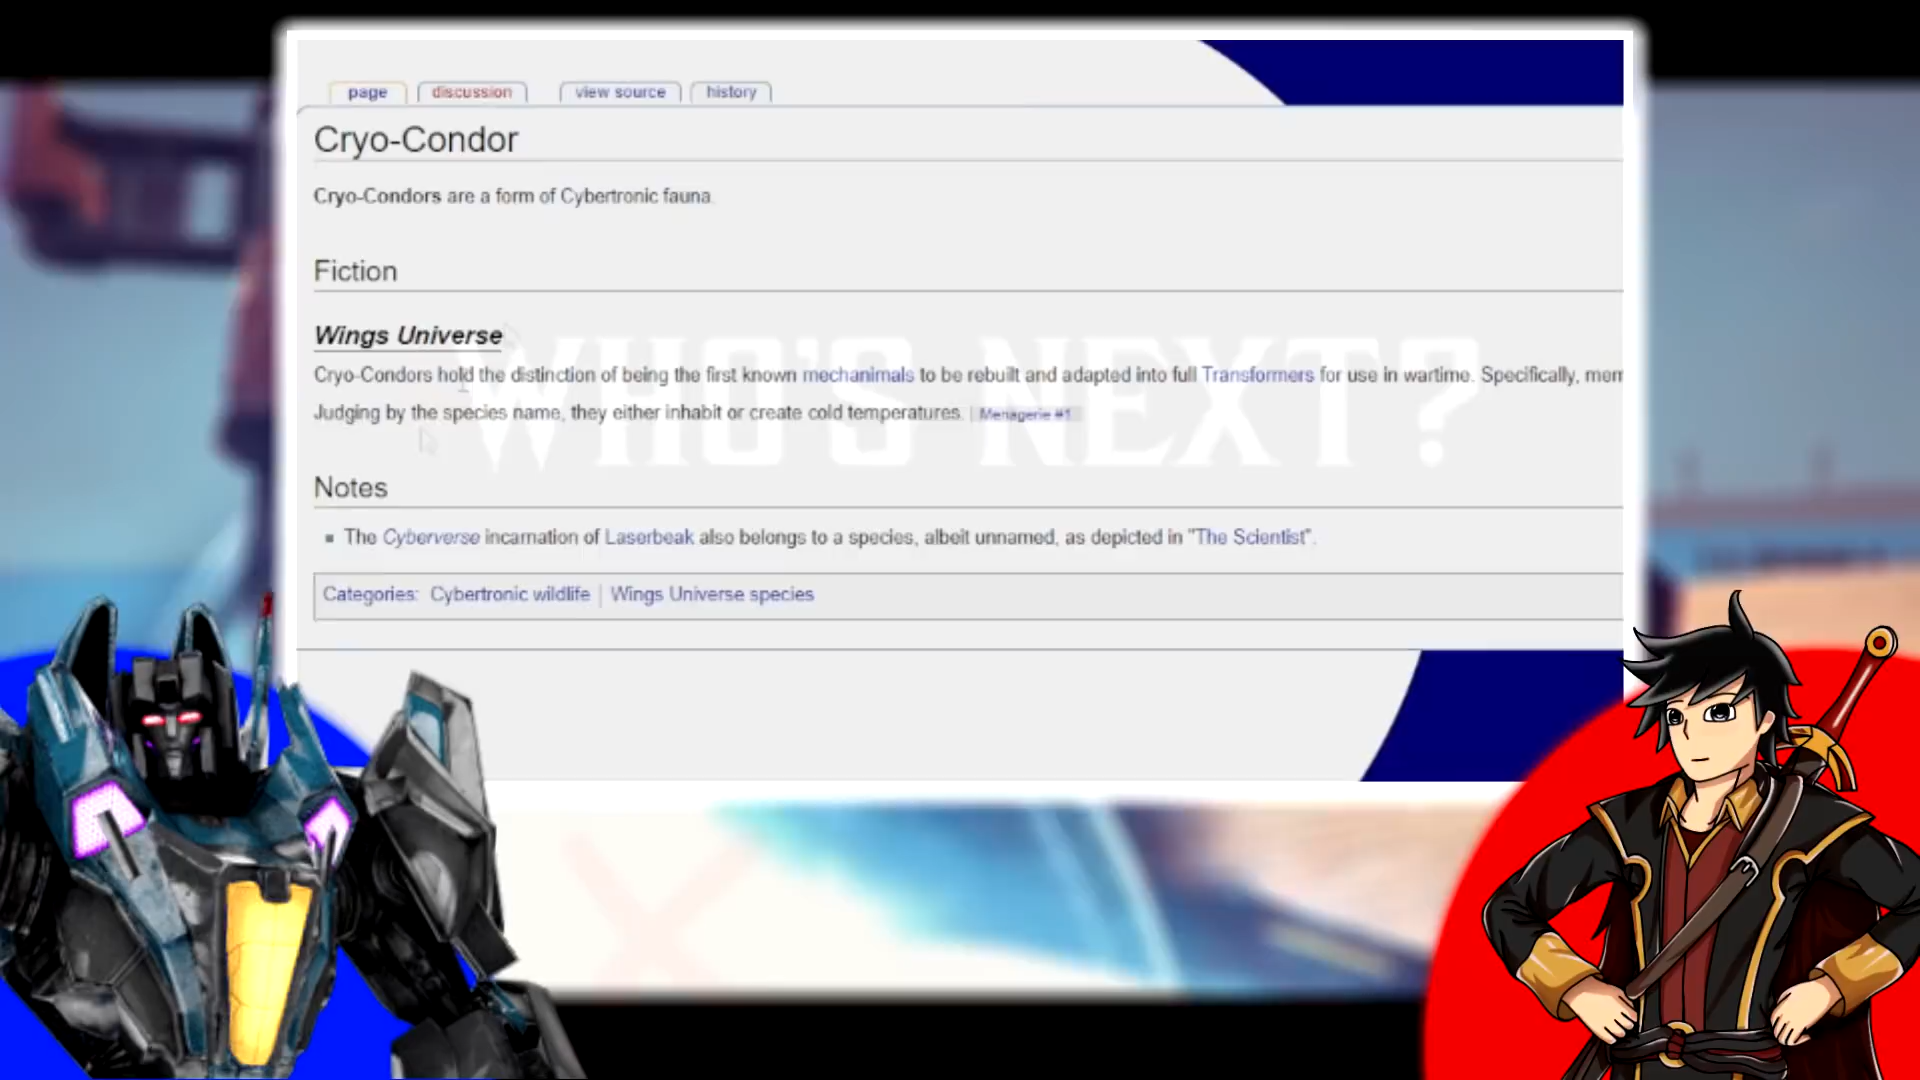 page discussion view source history
Cryo-Condor
Cryo-Condors are a form of Cybertronic fauna.
Fiction
Wings Universe
WHO'S NEXT?
Cryo-Condors hold the distinction of being the first known mechanimals to be rebuilt and adapted into full Transformers for use in wartime. Specifically, mem
Judging by the species name, they either inhabit or create cold temperatures. Menagerie #1
Notes
The Cyberverse incarnation of Laserbeak also belongs to a species, albeit unnamed, as depicted in "The Scientist".
Categories: Cybertronic wildlife | Wings Universe species